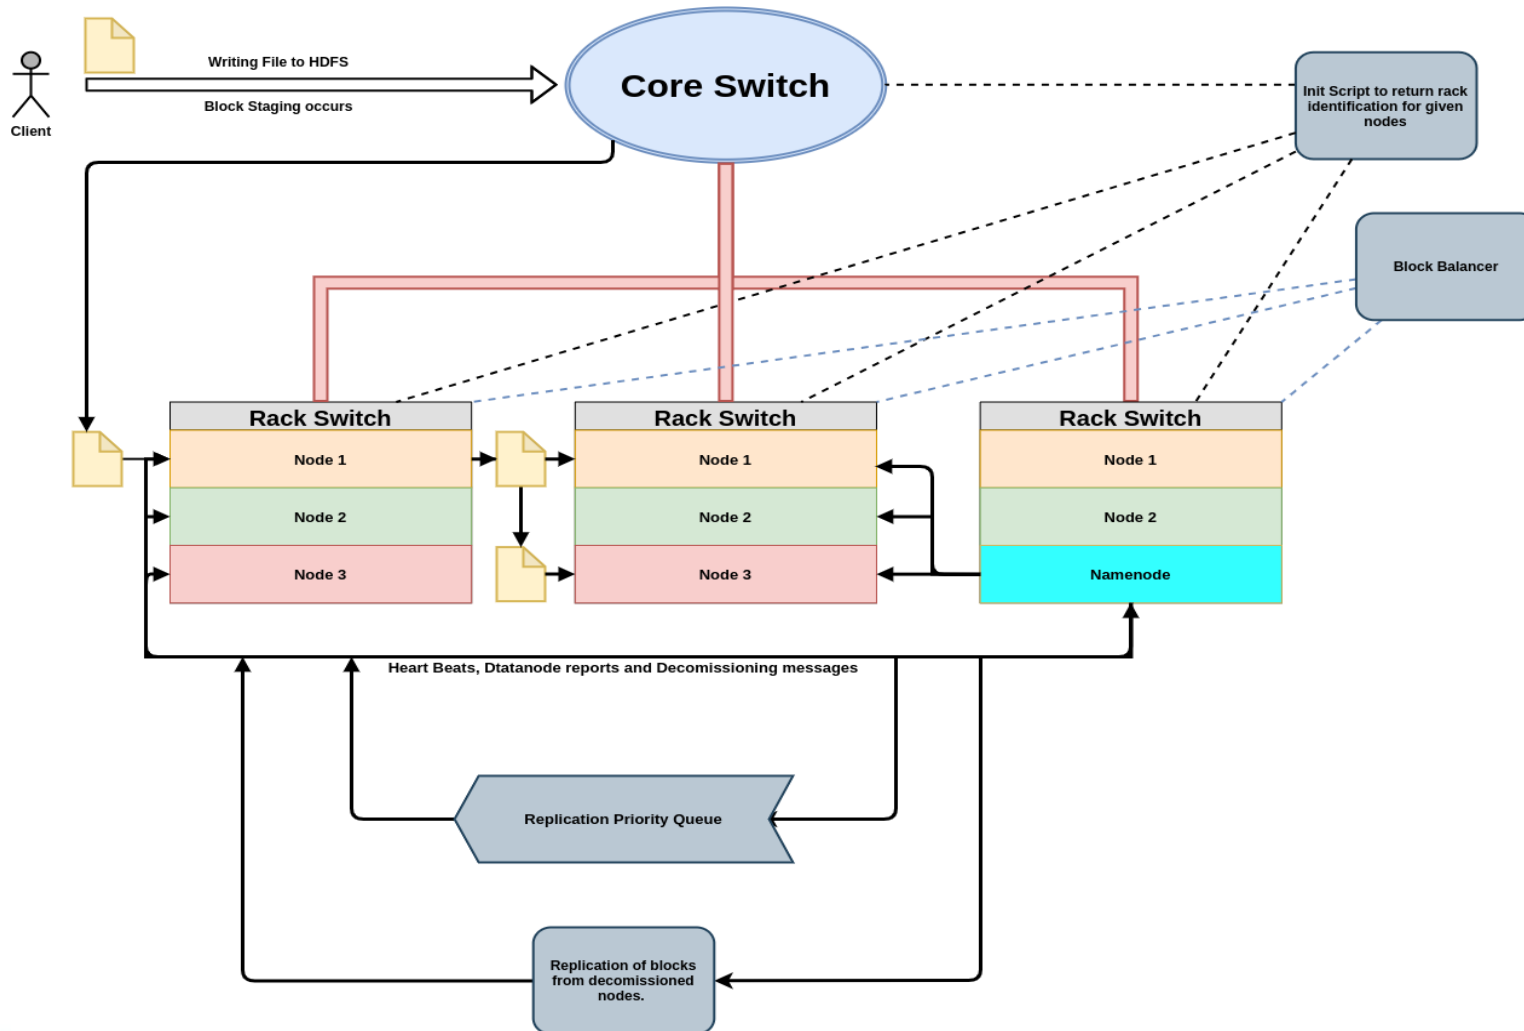 Writing File to HDFS
Block Staging occurs
Client
Core Switch
Init Script to return rack
identification for given
nodes
Block Balancer
Rack Switch
Node 1
Node 2
Node 3
Rack Switch
Node 1
Node 2
Node 3
Rack Switch
Node 1
Node 2
Namenode
Heart Beats, Dtatanode reports and Decomissioning messages
Replication Priority Queue
Replication of blocks
from decomissioned
nodes.